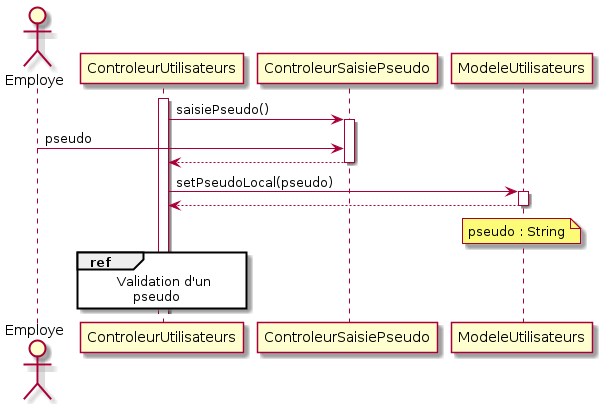 Employe
ControleurUtilisateurs
ControleurSaisiePseudo
ModeleUtilisateurs
saisiePseudo()
pseudo
setPseudoLocal(pseudo)
pseudo : String
ref
Validation d'un
pseudo
Employe
ControleurUtilisateurs
ControleurSaisiePseudo
ModeleUtilisateurs